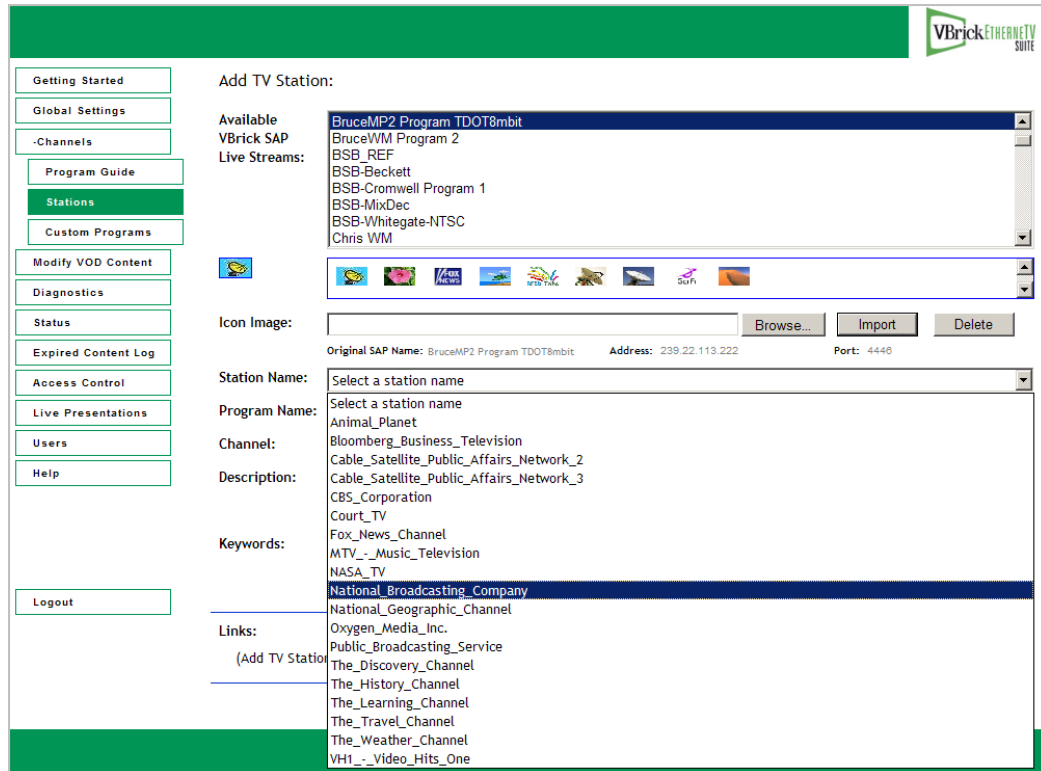 VBrick ETHERNETV
SUITE
Getting Started
Global Settings
-Channels
Program Guide
Stations
Custom Programs
Modify VOD Content
Diagnostics
Status
Expired Content Log
Access Control
Live Presentations
Users
Help
Logout
Add TV Station:
Available
VBrick SAP
Live Streams:
BruceMP2 Program TDOT8mbit
BruceWM Program 2
BSB_REF
BSB-Beckett
BSB-Cromwell Program 1
BSB-MixDec
BSB-Whitegate-NTSC
Chris WM
FOX
NEWS
SciFi
Icon Image:
Browse...
Import
Delete
Original SAP Name: BruceMP2 Program TDOT8mbit Address: 239.22.113.222 Port: 4446
Station Name:
Select a station name
Program Name:
Channel:
Description:
Keywords:
Select a station name
Animal_Planet
Bloomberg_Business_Television
Cable_Satellite_Public_Affairs_Network_2
Cable_Satellite_Public_Affairs_Network_3
CBS_Corporation
Court_TV
Fox_News_Channel
MTV_-_Music_Television
NASA_TV
National_Broadcasting_Company
National_Geographic_Channel
Oxygen_Media_Inc.
Public_Broadcasting_Service
The_Discovery_Channel
The_History_Channel
The_Learning_Channel
The_Travel_Channel
The_Weather_Channel
VH1_-_Video_Hits_One
Links:
(Add TV Statio